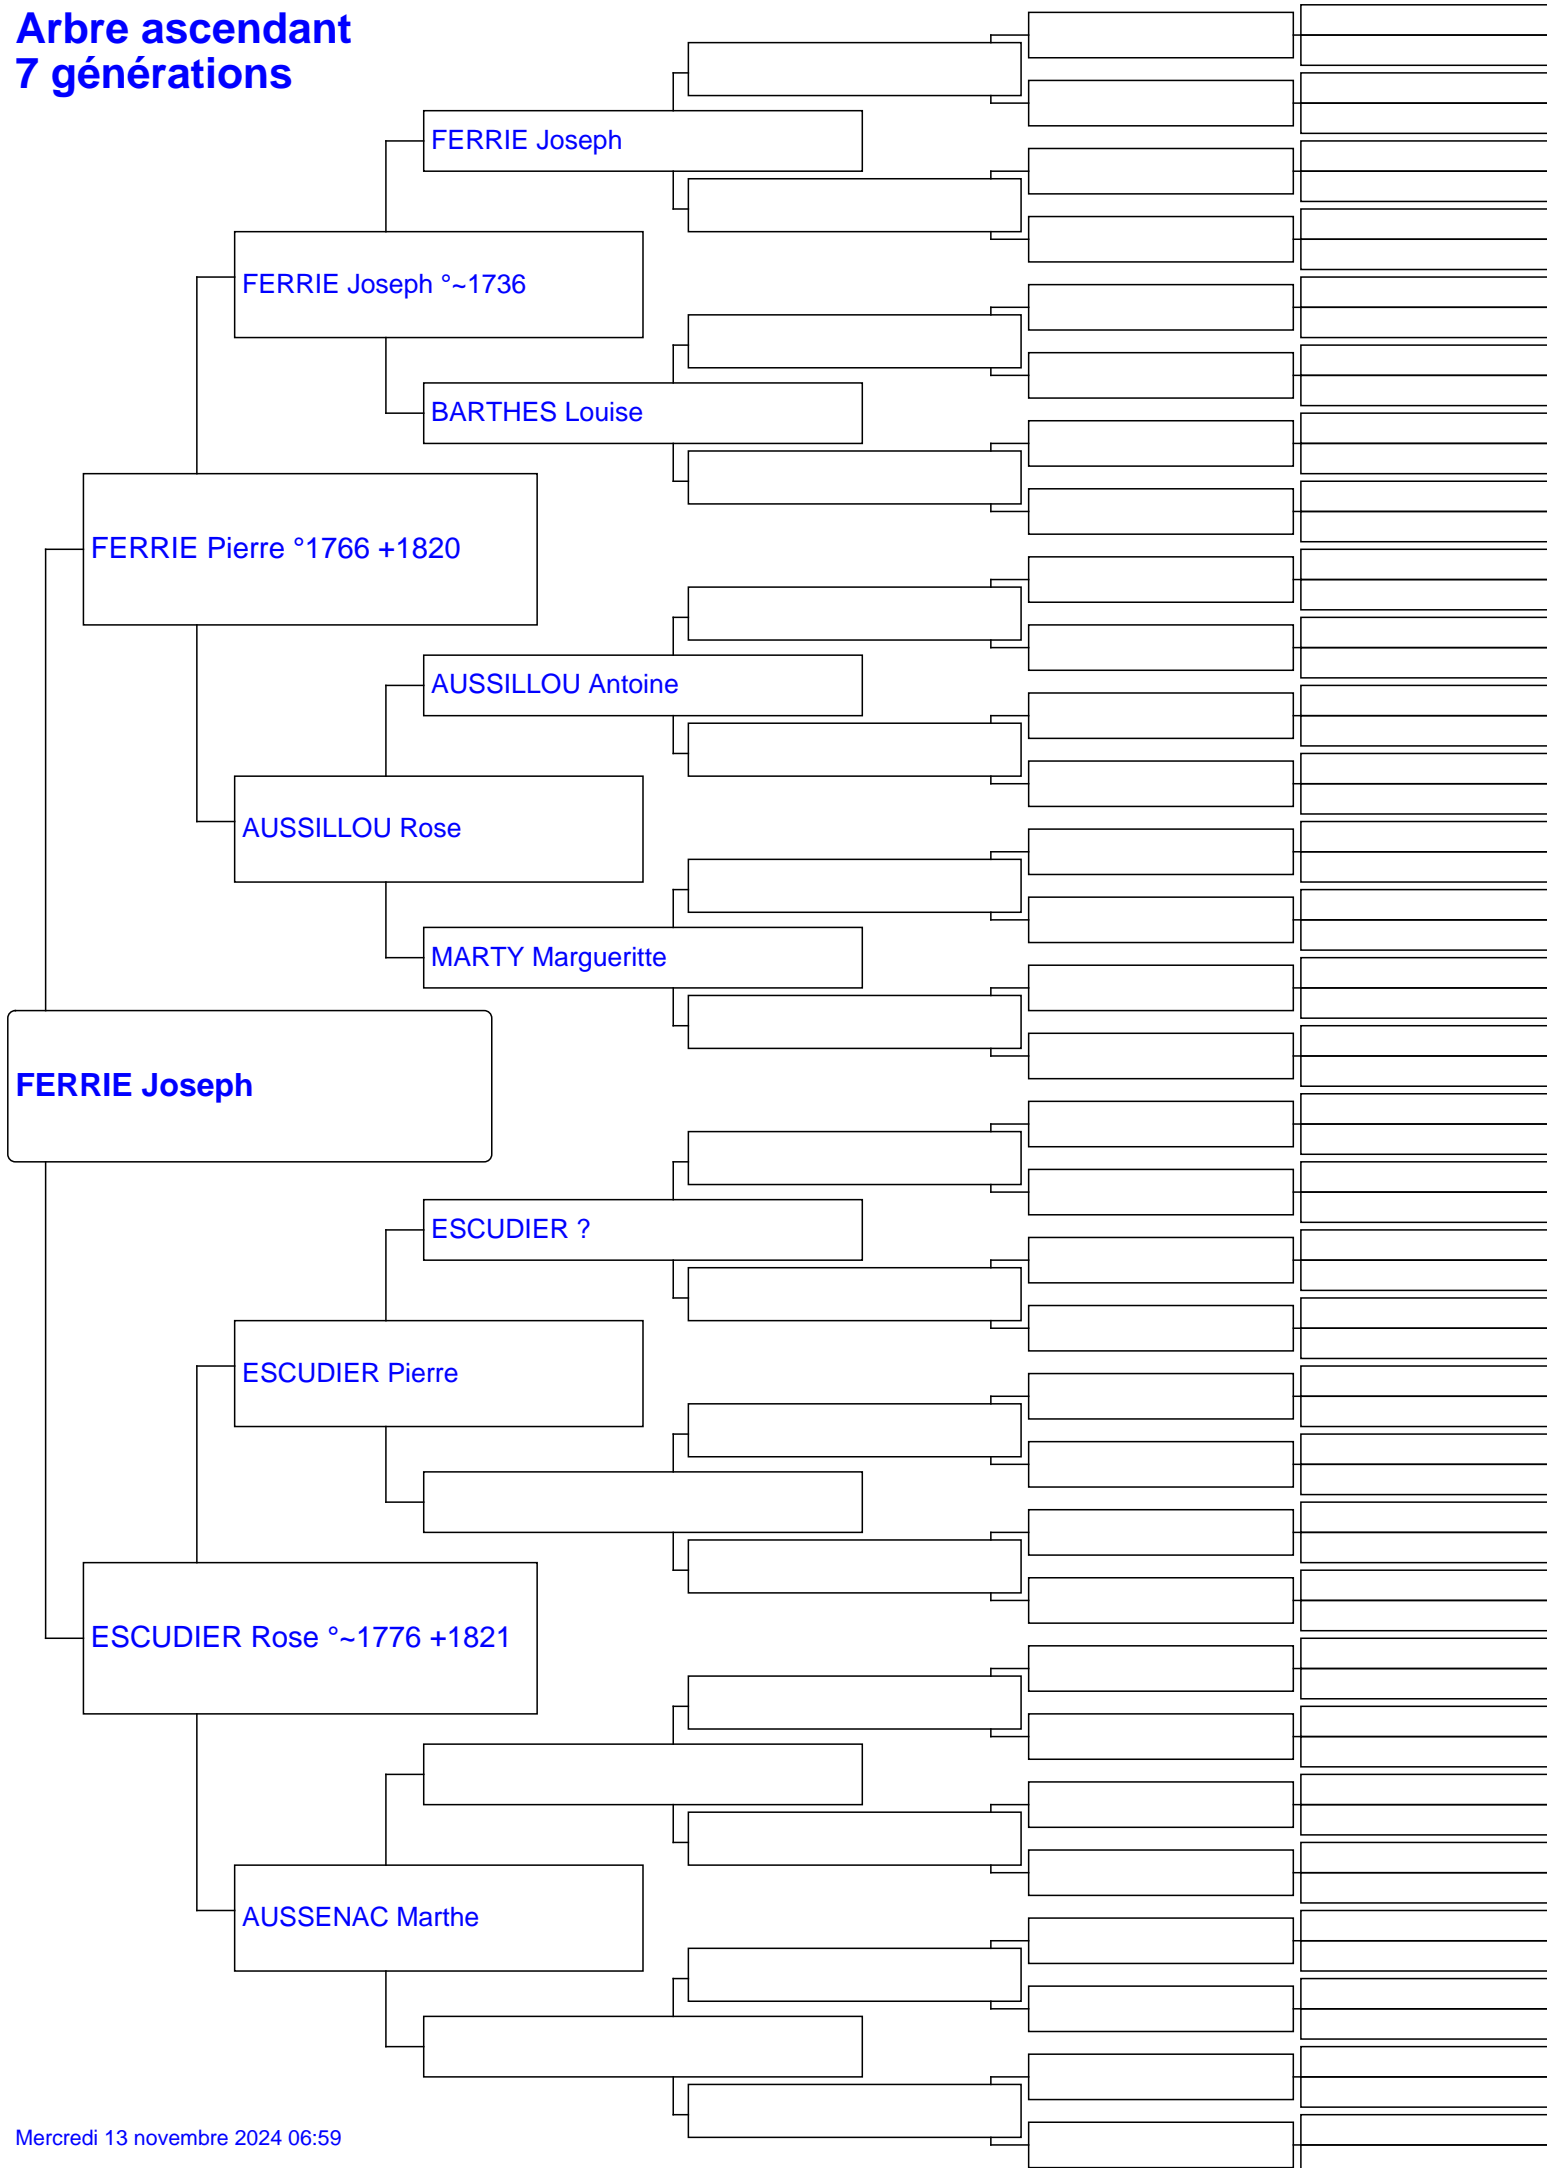 Arbre ascendant
7 générations
FERRIE Joseph
FERRIE Joseph °~1736
BARTHES Louise
FERRIE Pierre °1766 +1820
AUSSILLOU Antoine
AUSSILLOU Rose
MARTY Margueritte
FERRIE Joseph
ESCUDIER ?
ESCUDIER Pierre
ESCUDIER Rose °~1776 +1821
AUSSENAC Marthe
Mercredi 13 novembre 2024 06:59